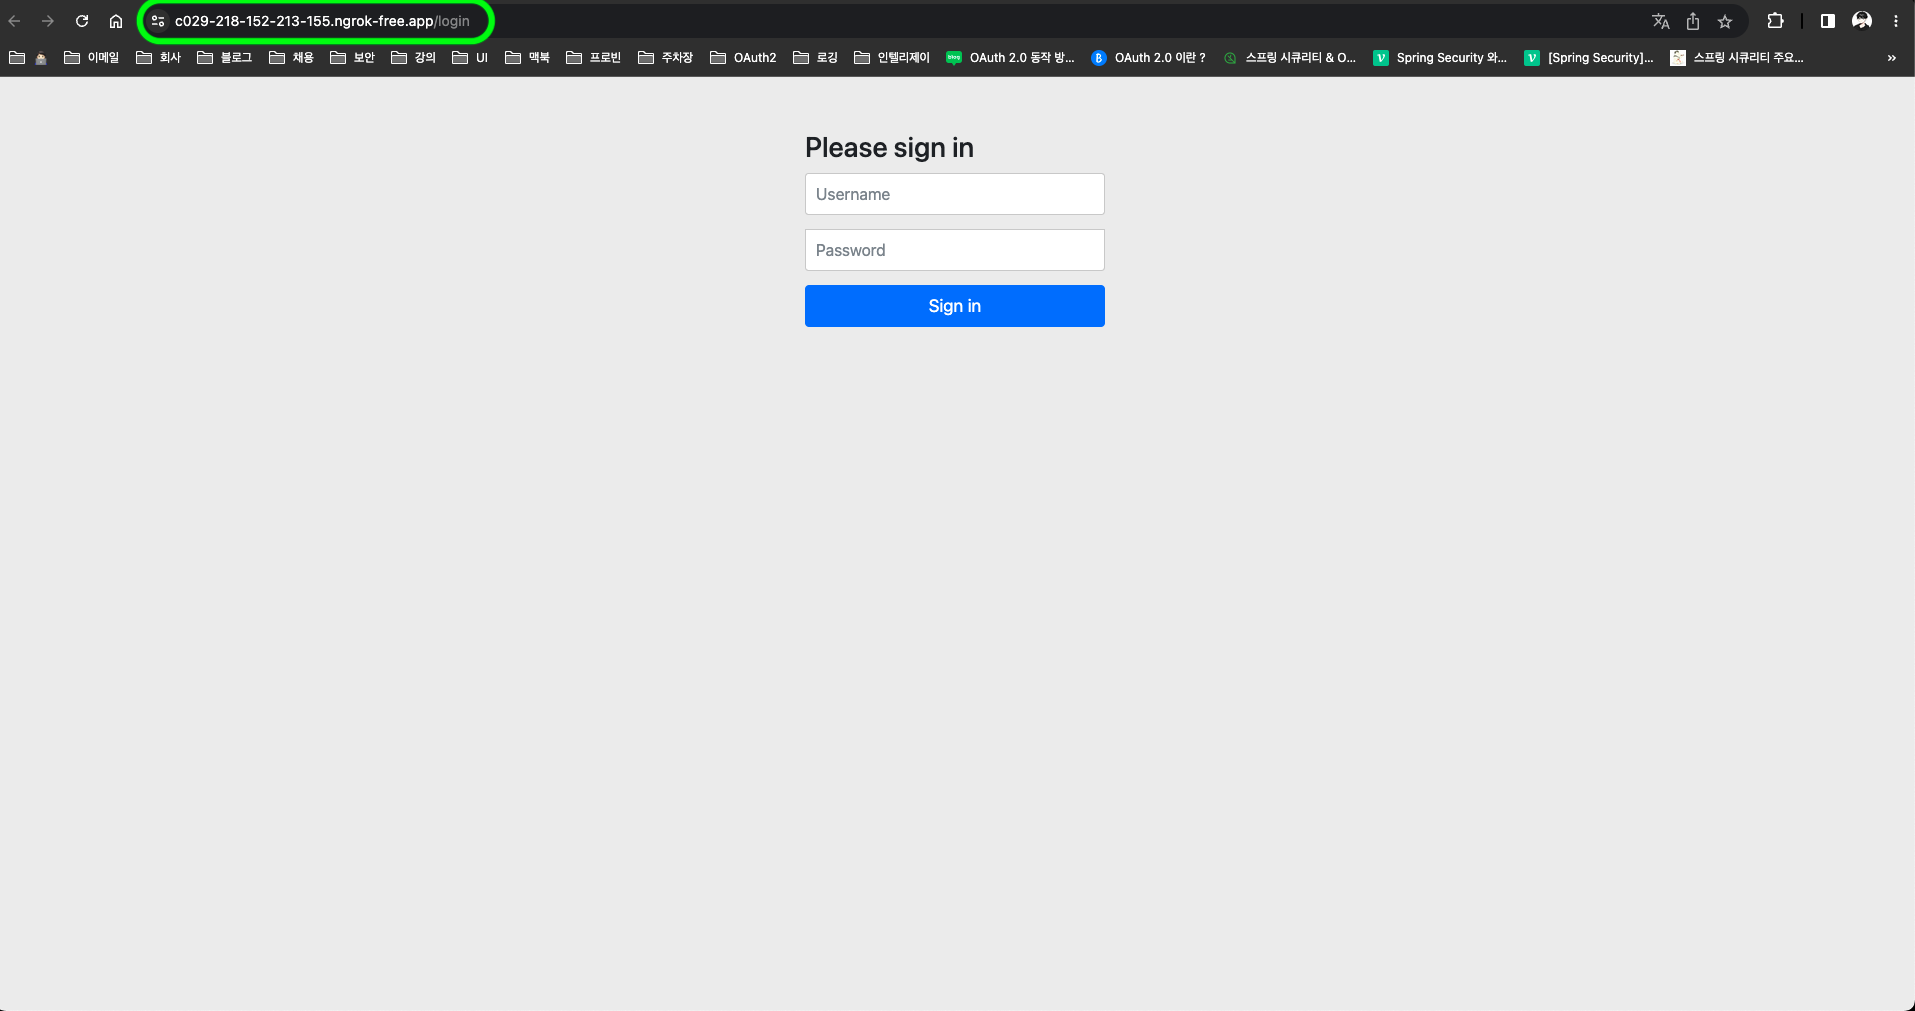 c029-218-152-213-155.ngrok-free.app/login
이메일 회사 블로그 채용 보안 강의 UI 맥북 프로빈 주차장 OAuth2 로깅 인텔리제이 OAuth 2.0 동작 방... OAuth 2.0 이란 ? 스프링 시큐리티 & O... Spring Security 와... [Spring Security]... 스프링 시큐리티 주요... »
Please sign in
Username
Password
Sign in